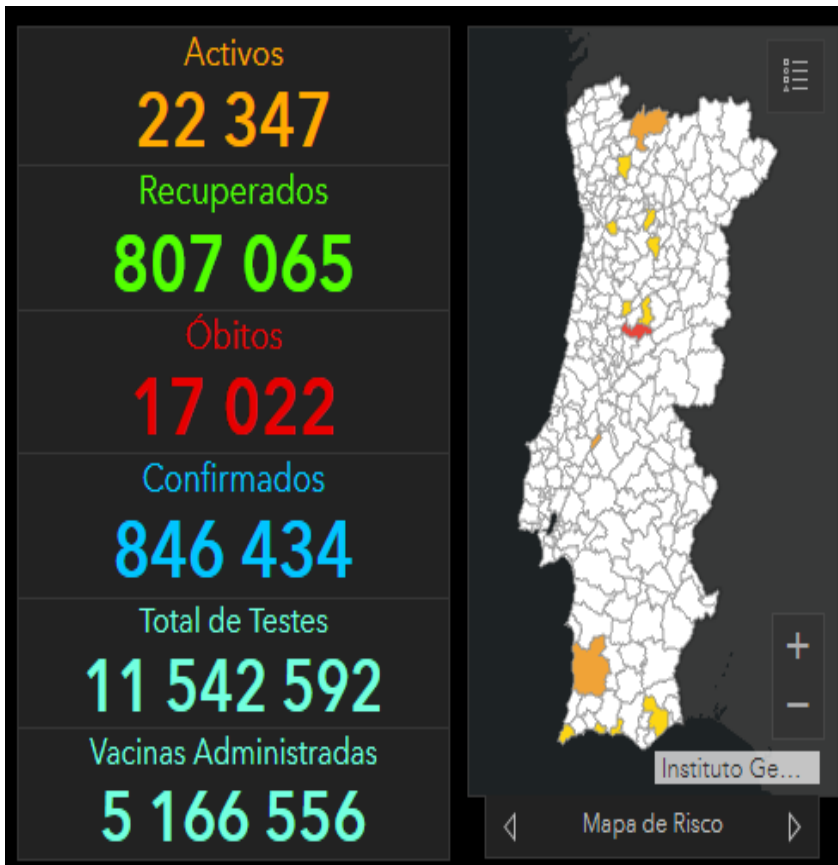 Activos
22 347
Recuperados
807 065
Óbitos
17 022
Confirmados
846 434
Total de Testes
11 542 592
Vacinas Administradas
5 166 556
Instituto Ge...
Mapa de Risco